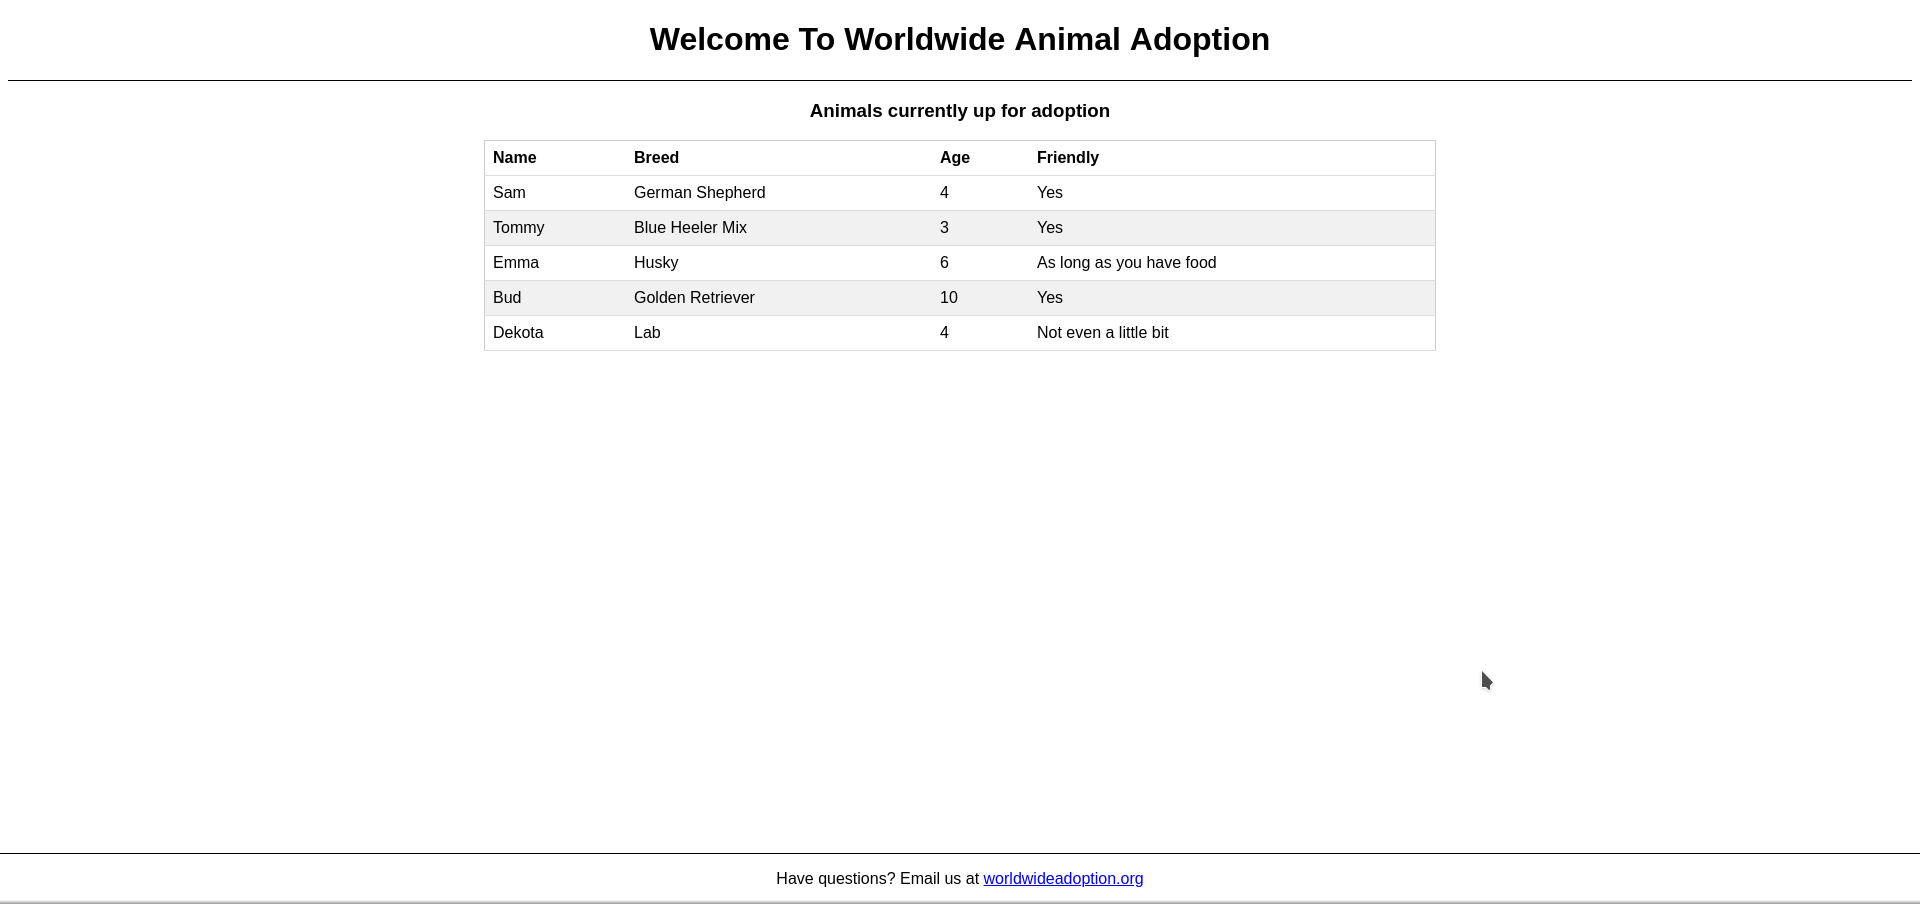 Welcome To Worldwide Animal Adoption
Animals currently up for adoption
Name Breed Age Friendly
Sam German Shepherd 4 Yes
Tommy Blue Heeler Mix 3 Yes
Emma Husky 6 As long as you have food
Bud Golden Retriever 10 Yes
Dekota Lab 4 Not even a little bit
Have questions? Email us at worldwideadoption.org